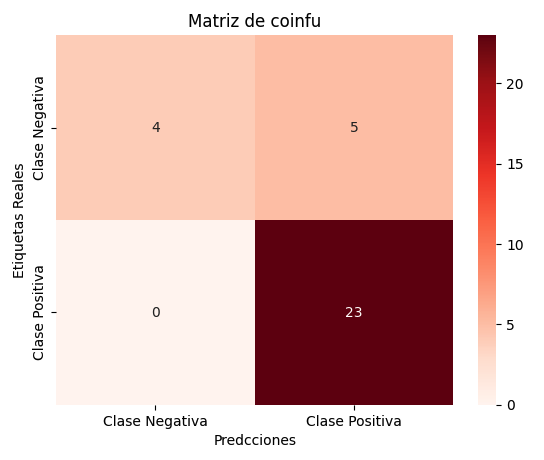 Matriz de coinfu
Etiquetas Reales
Clase Negativa
4
5
Clase Positiva
0
23
Clase Negativa
Clase Positiva
Predcciones
20
15
10
5
0